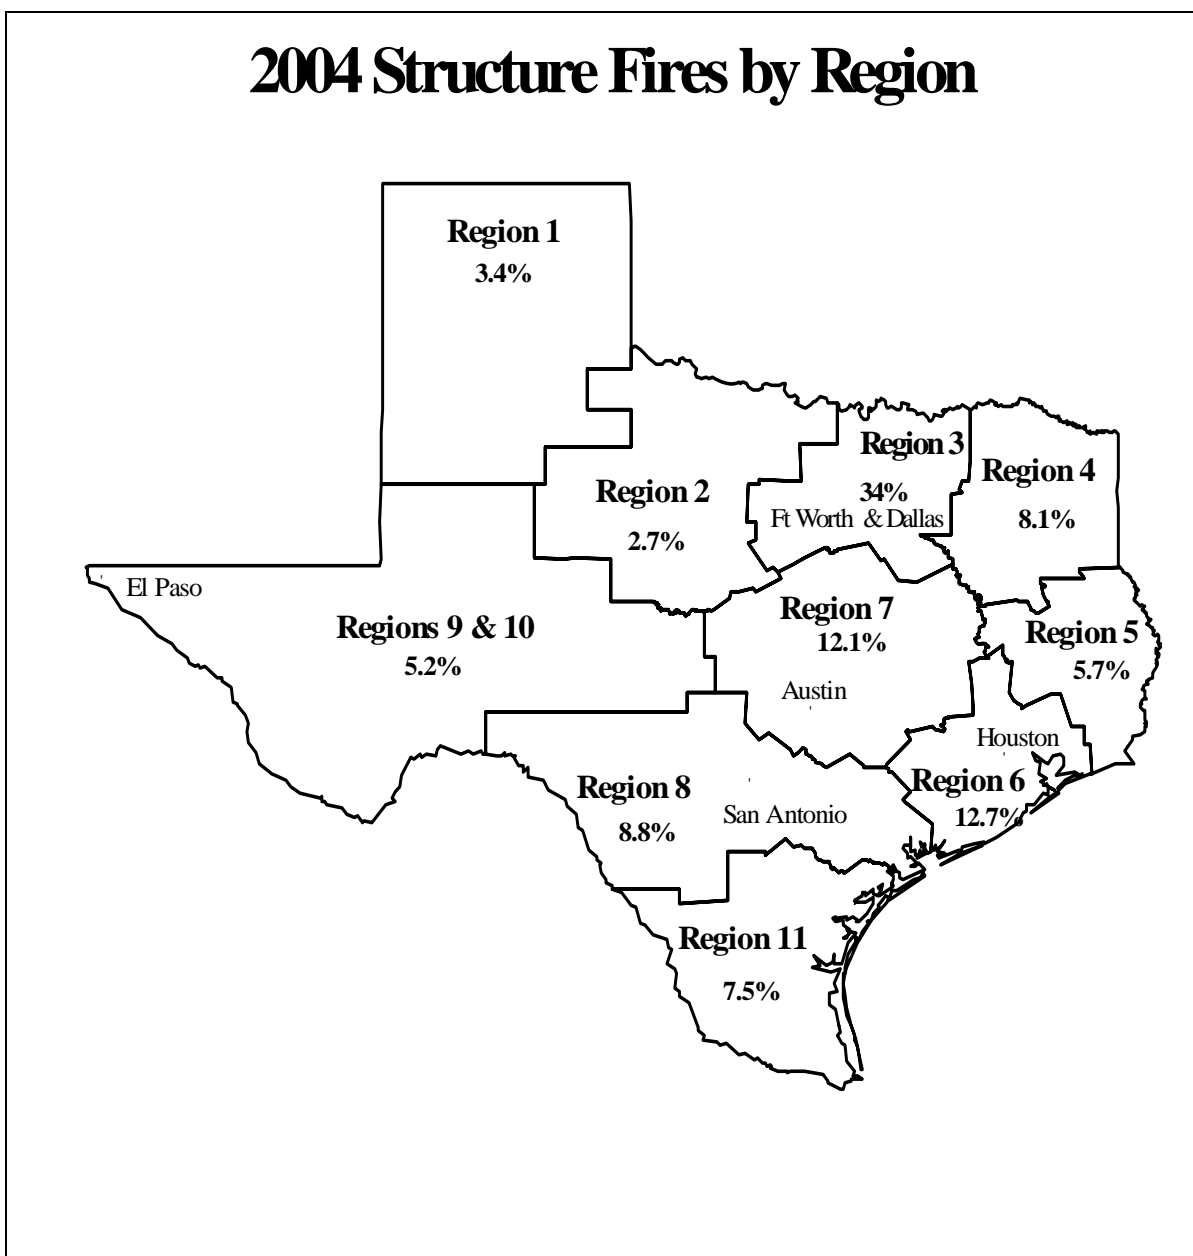 2004 Structure Fires by Region
Region 1
3.4%
Region 3
Region 4
Region 2
34%
8.1%
Ft Worth & Dallas
2.7%
El Paso
Region 7
Regions 9 & 10
Region 5
12.1%
5.2%
5.7%
Austin
Houston
Region 8
Region 6
San Antonio
12.7%
8.8%
Region 11
7.5%